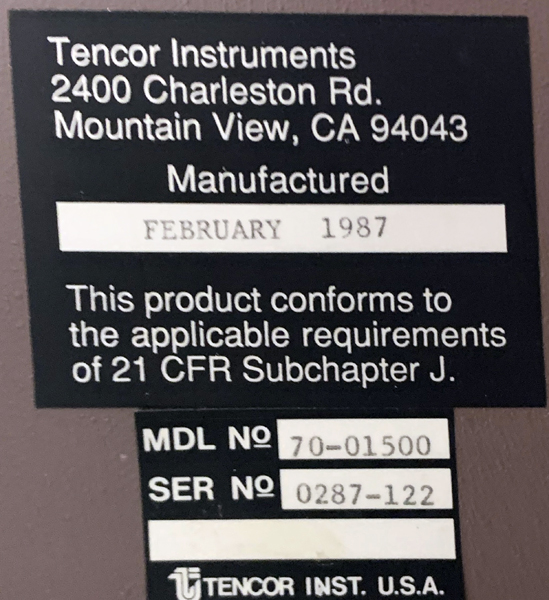 Tencor Instruments
2400 Charleston Rd.
Mountain View, CA 94043
Manufactured
FEBRUARY 1987
This product conforms to
the applicable requirements
of 21 CFR Subchapter J.
MDL Nº 70-01500
SER Nº 0287-122
TENCOR INST. U.S.A.